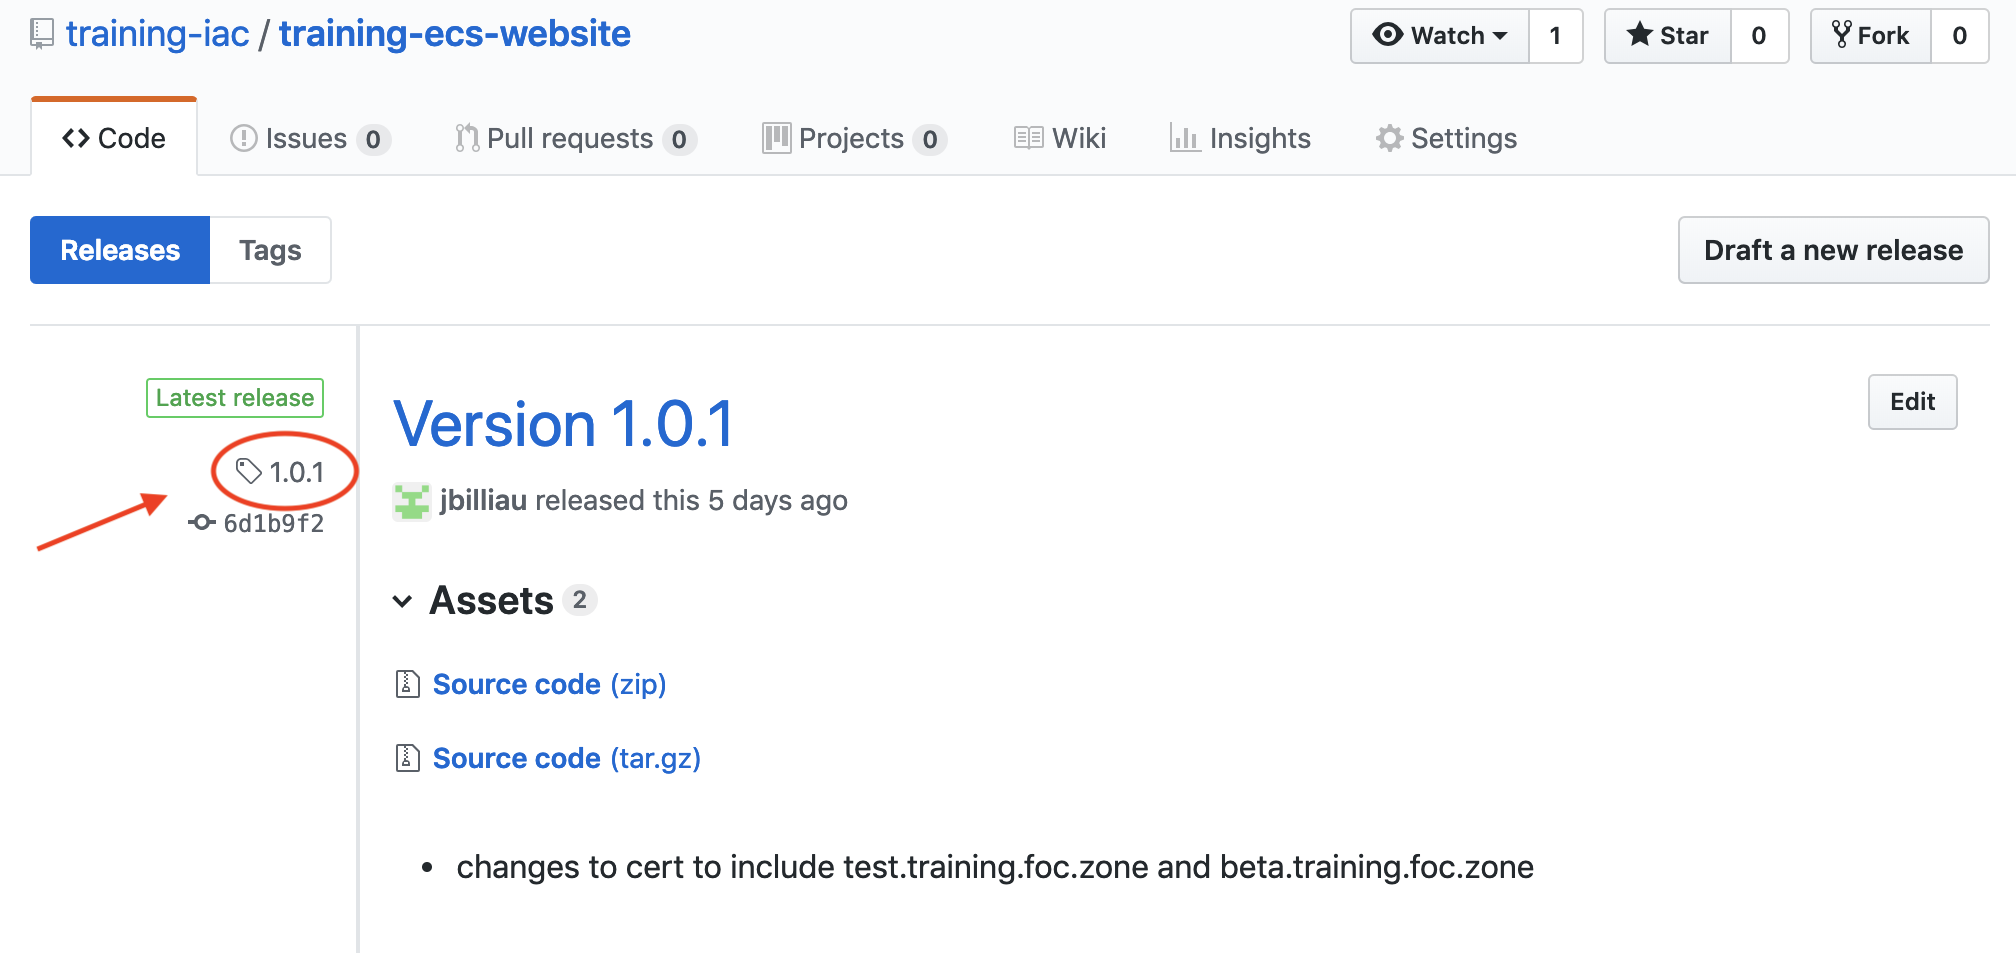 training-iac / training-ecs-website
Watch 1 Star 0 Fork 0
Code Issues 0 Pull requests 0 Projects 0 Wiki Insights Settings
Releases Tags Draft a new release
Latest release
1.0.1
6d1b9f2
Version 1.0.1
Edit
jbilliau released this 5 days ago
Assets 2
Source code (zip)
Source code (tar.gz)
• changes to cert to include test.training.foc.zone and beta.training.foc.zone